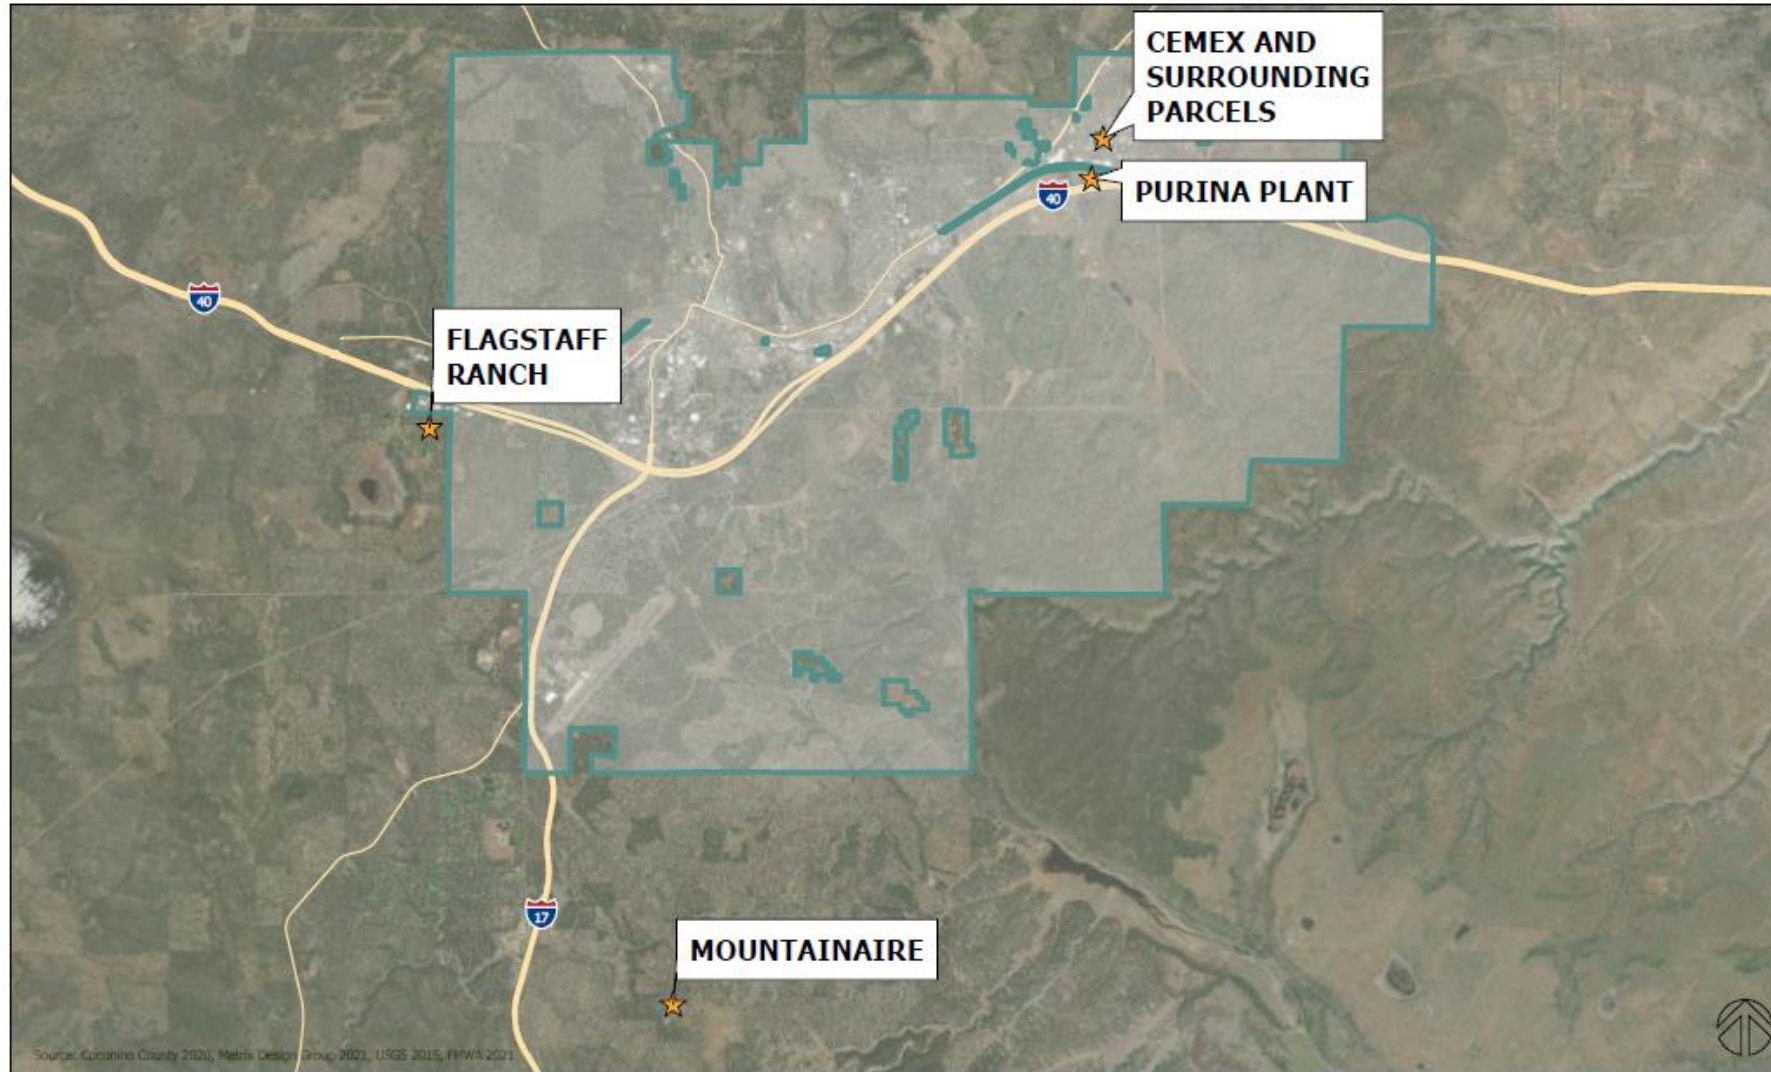 CEMEX AND
SURROUNDING
PARCELS
PURINA PLANT
40
40
FLAGSTAFF
RANCH
17
MOUNTAINAIRE
Source: Coconino County 2020, Matrix Design Group 2021, USGS 2015, FHWA 2021